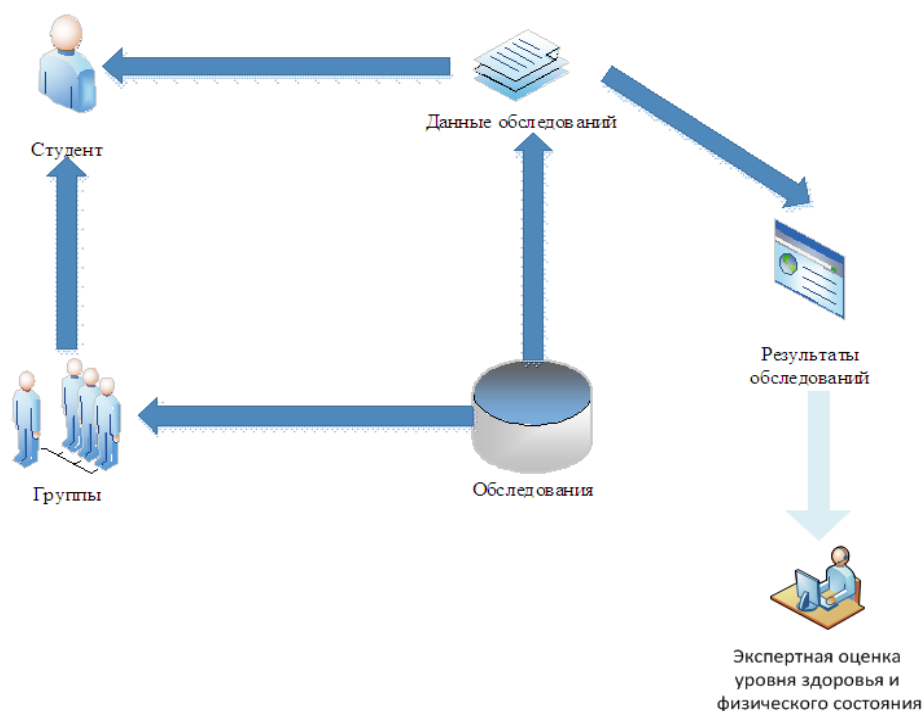 Студент
Данные обследований
Результаты
обследований
Группы
Обследования
Экспертная оценка
уровня здоровья и
физического состояния